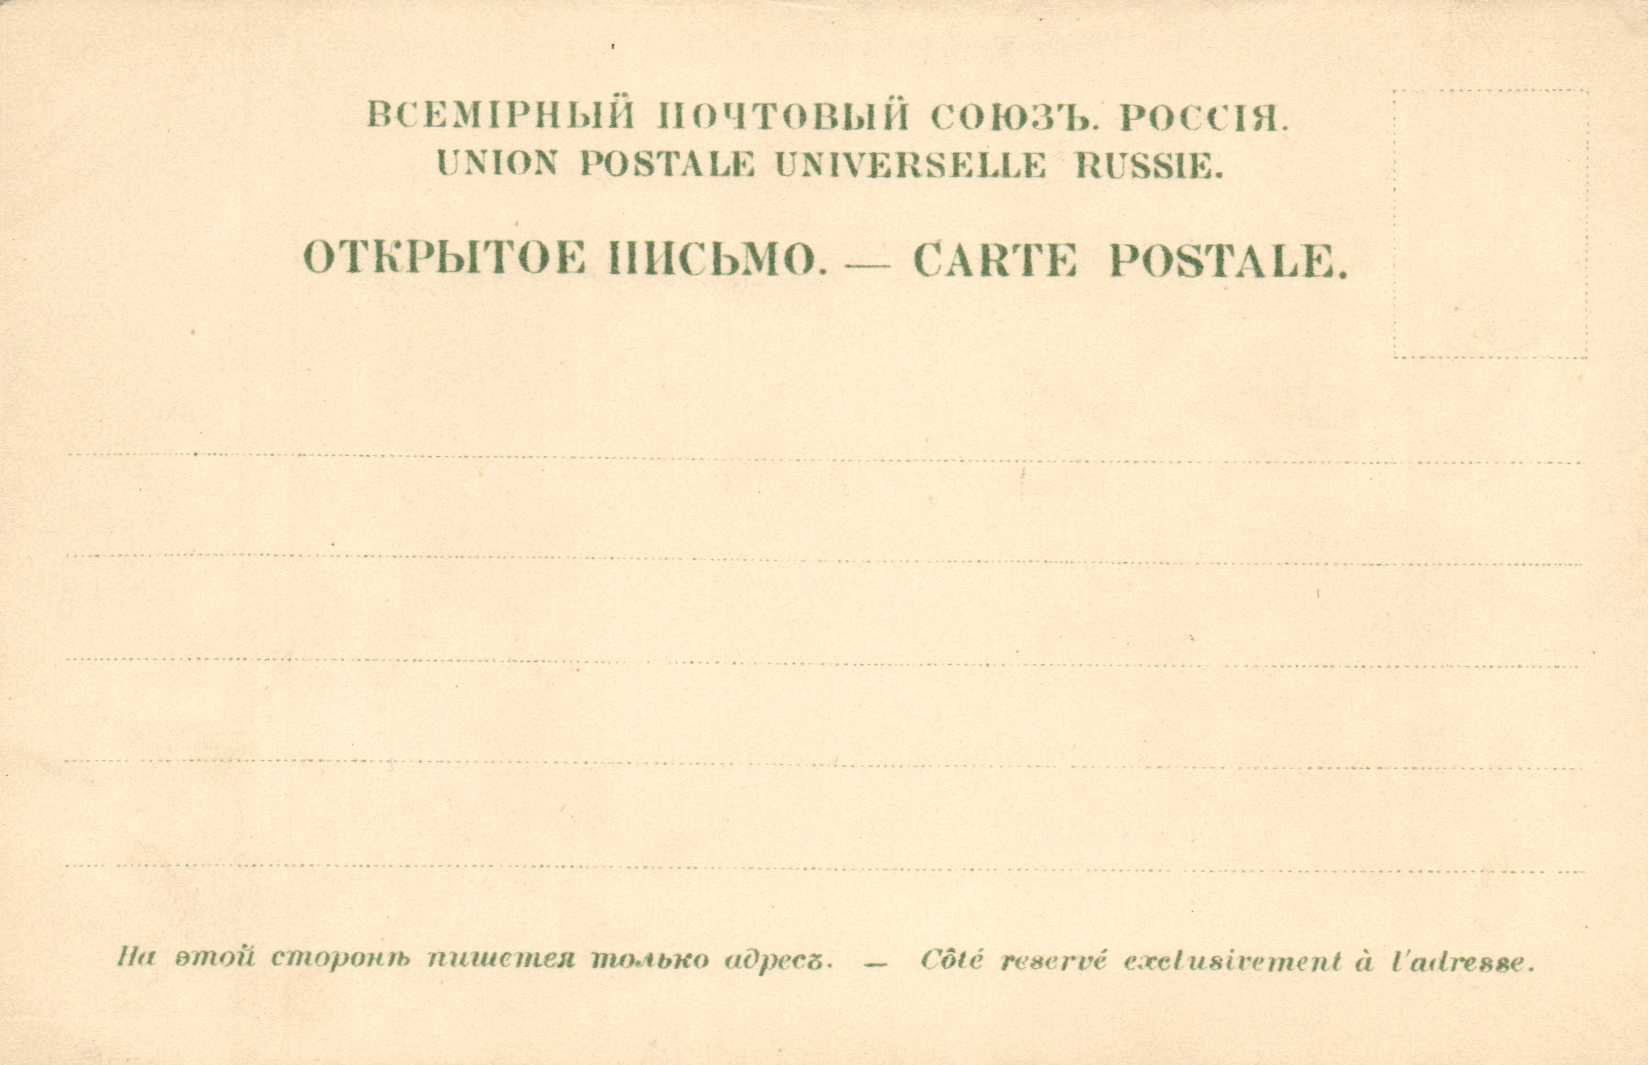 ВСЕМІРНЫЙ ПОЧТОВЫЙ СОЮЗЪ. РОССІЯ.
UNION POSTALE UNIVERSELLE RUSSIE.
ОТКРЫТОЕ ПИСЬМО. — CARTE POSTALE.
На этой сторонѣ пишется только адресъ. — Côté reservé exclusivement à l'adresse.